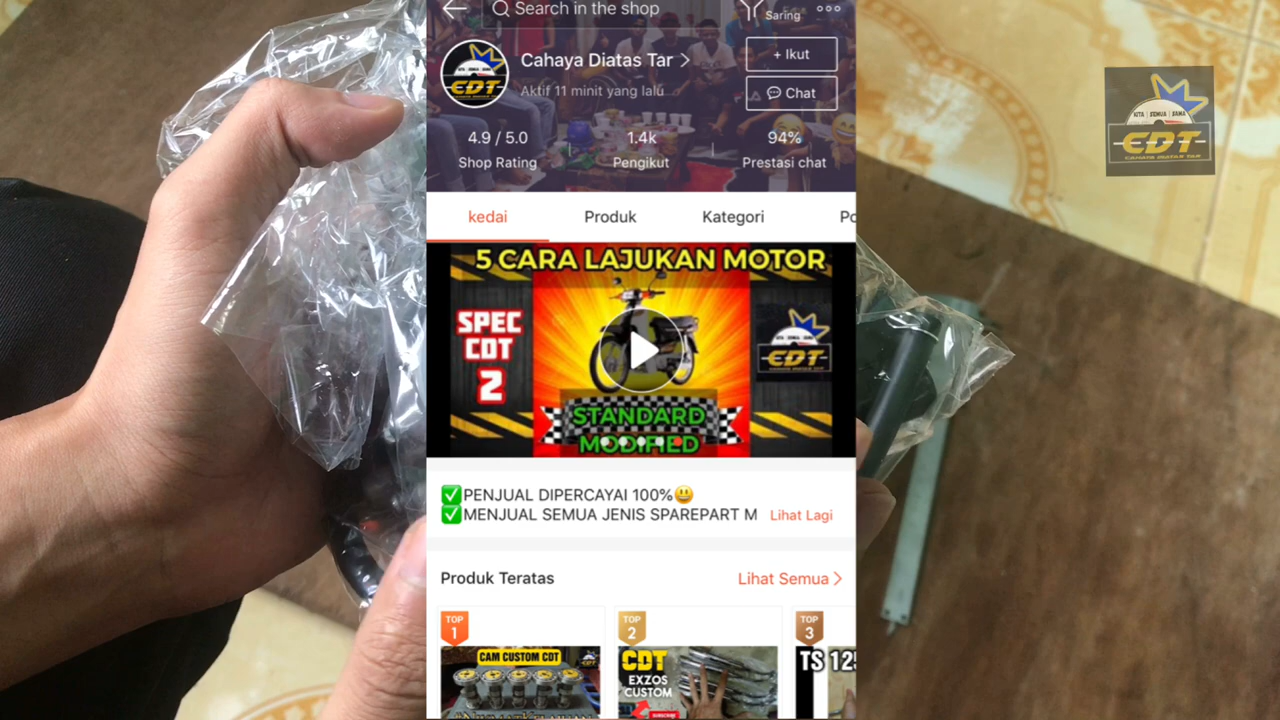 Search in the shop
Saring
Cahaya Diatas Tar
Aktif 11 minit yang lalu
+ Ikut
Chat
4.9 / 5.0
Shop Rating
1.4k
Pengikut
94%
Prestasi chat
kedai
Produk
Kategori
Po
5 CARA LAJUKAN MOTOR
SPEC
CDT
2
CDT
STANDARD
MODIFIED
✅PENJUAL DIPERCAYAI 100%😃
✅MENJUAL SEMUA JENIS SPAREPART M
Lihat Lagi
Produk Teratas
Lihat Semua
TOP
1
CAM CUSTOM CDT
TOP
2
CDT
EXZOS
CUSTOM
TOP
3
TS 125
KITA | SEMUA | SAMA
CDT
CAHAYA DIATAS TAR